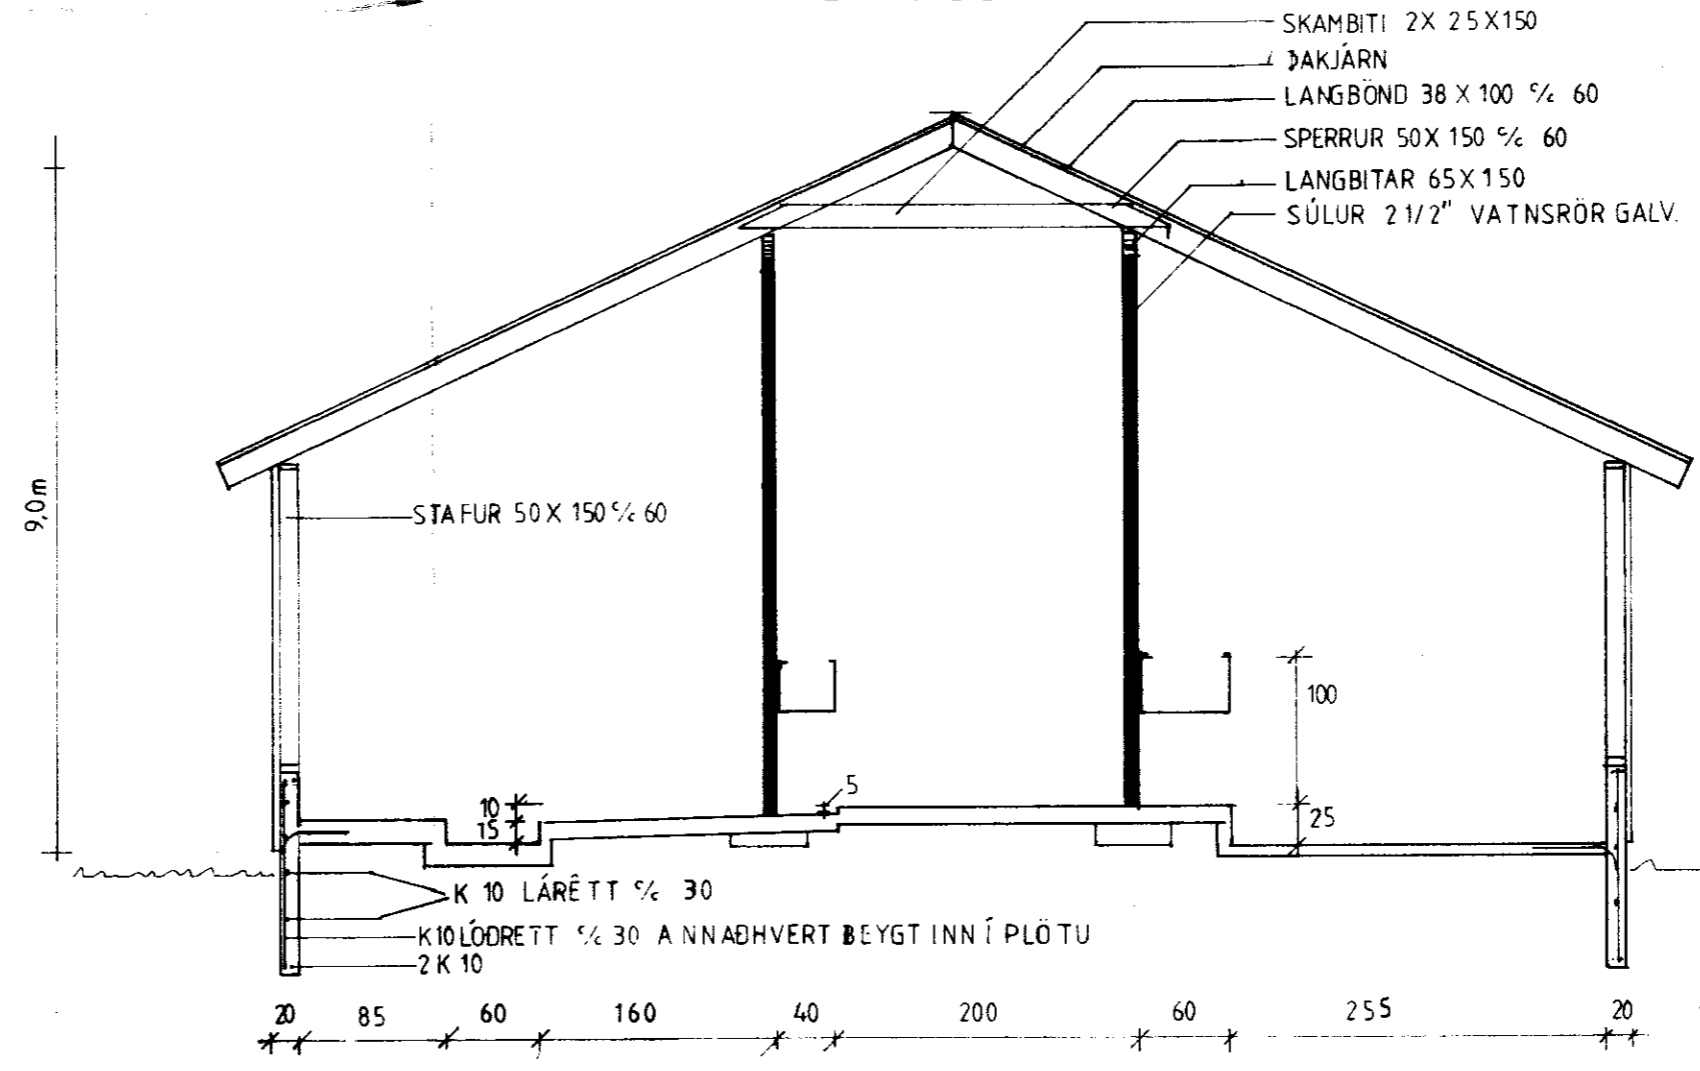 SKAMBITI 2X 25X150
ÞAKJÁRN
LANGBÖND 38 X 100 c/c 60
SPERRUR 50X 150 c/c 60
LANGBITAR 65X150
SÚLUR 2 1/2" VATNSRÖR GALV.
9,0m
STAFUR 50X 150 c/c 60
100
5
10
15
25
K 10 LÁRÉTT c/c 30
K10 LÓÐRETT c/c 30 ANNAÐHVERT BEYGT INN Í PLÖTU
2 K 10
20 85 60 160 40 200 60 255 20